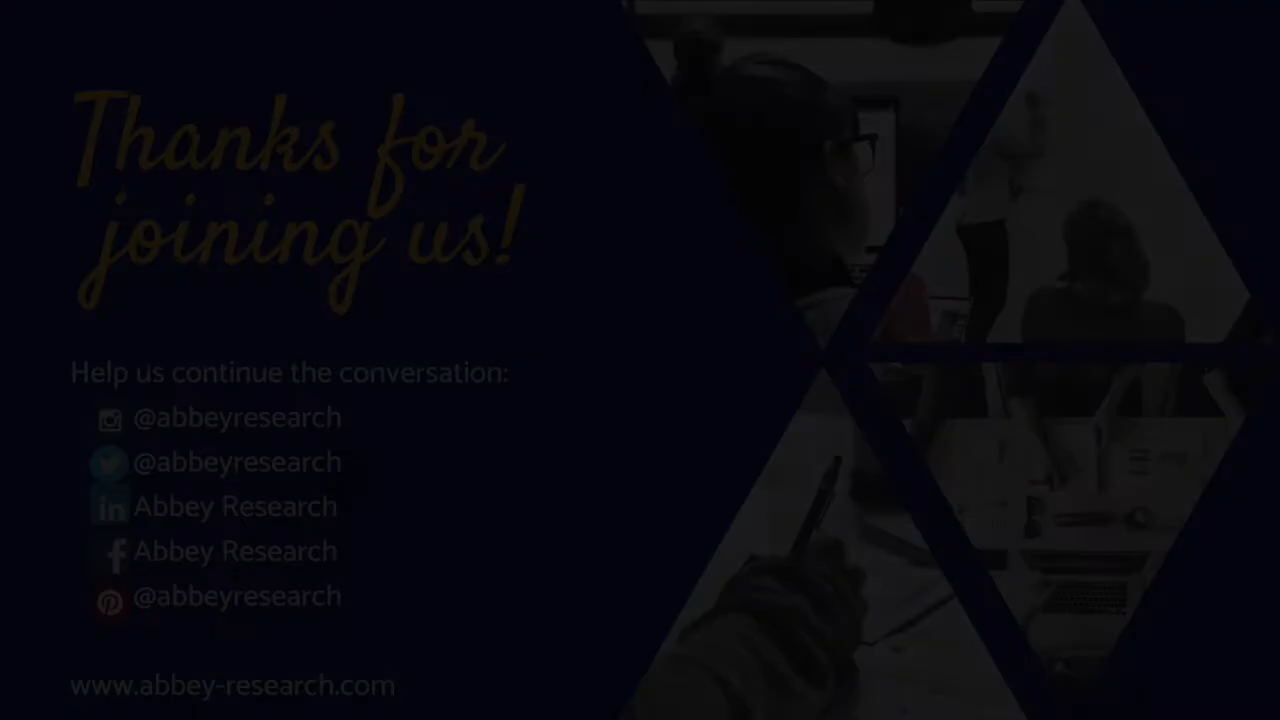 Thanks for
joining us!
Help us continue the conversation:
@abbeyresearch
@abbeyresearch
in Abbey Research
f Abbey Research
@abbeyresearch
www.abbey-research.com